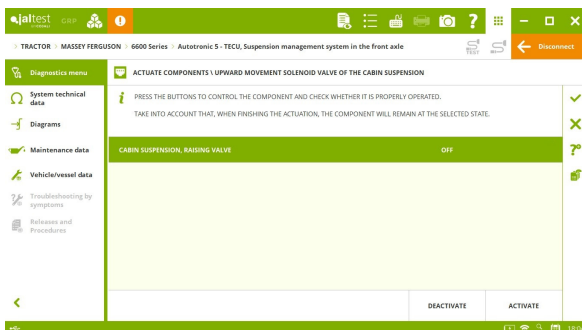 jaltest GRP
TRACTOR > MASSEY FERGUSON > 6600 Series > Autotronic 5 - TECU, Suspension management system in the front axle
TEST
Disconnect
Diagnostics menu
ACTUATE COMPONENTS \ UPWARD MOVEMENT SOLENOID VALVE OF THE CABIN SUSPENSION
System technical
data
PRESS THE BUTTONS TO CONTROL THE COMPONENT AND CHECK WHETHER IT IS PROPERLY OPERATED.
TAKE INTO ACCOUNT THAT, WHEN FINISHING THE ACTUATION, THE COMPONENT WILL REMAIN AT THE SELECTED STATE.
Diagrams
Maintenance data
CABIN SUSPENSION, RAISING VALVE OFF
Vehicle/vessel data
Troubleshooting by
symptoms
Releases and
Procedures
DEACTIVATE ACTIVATE